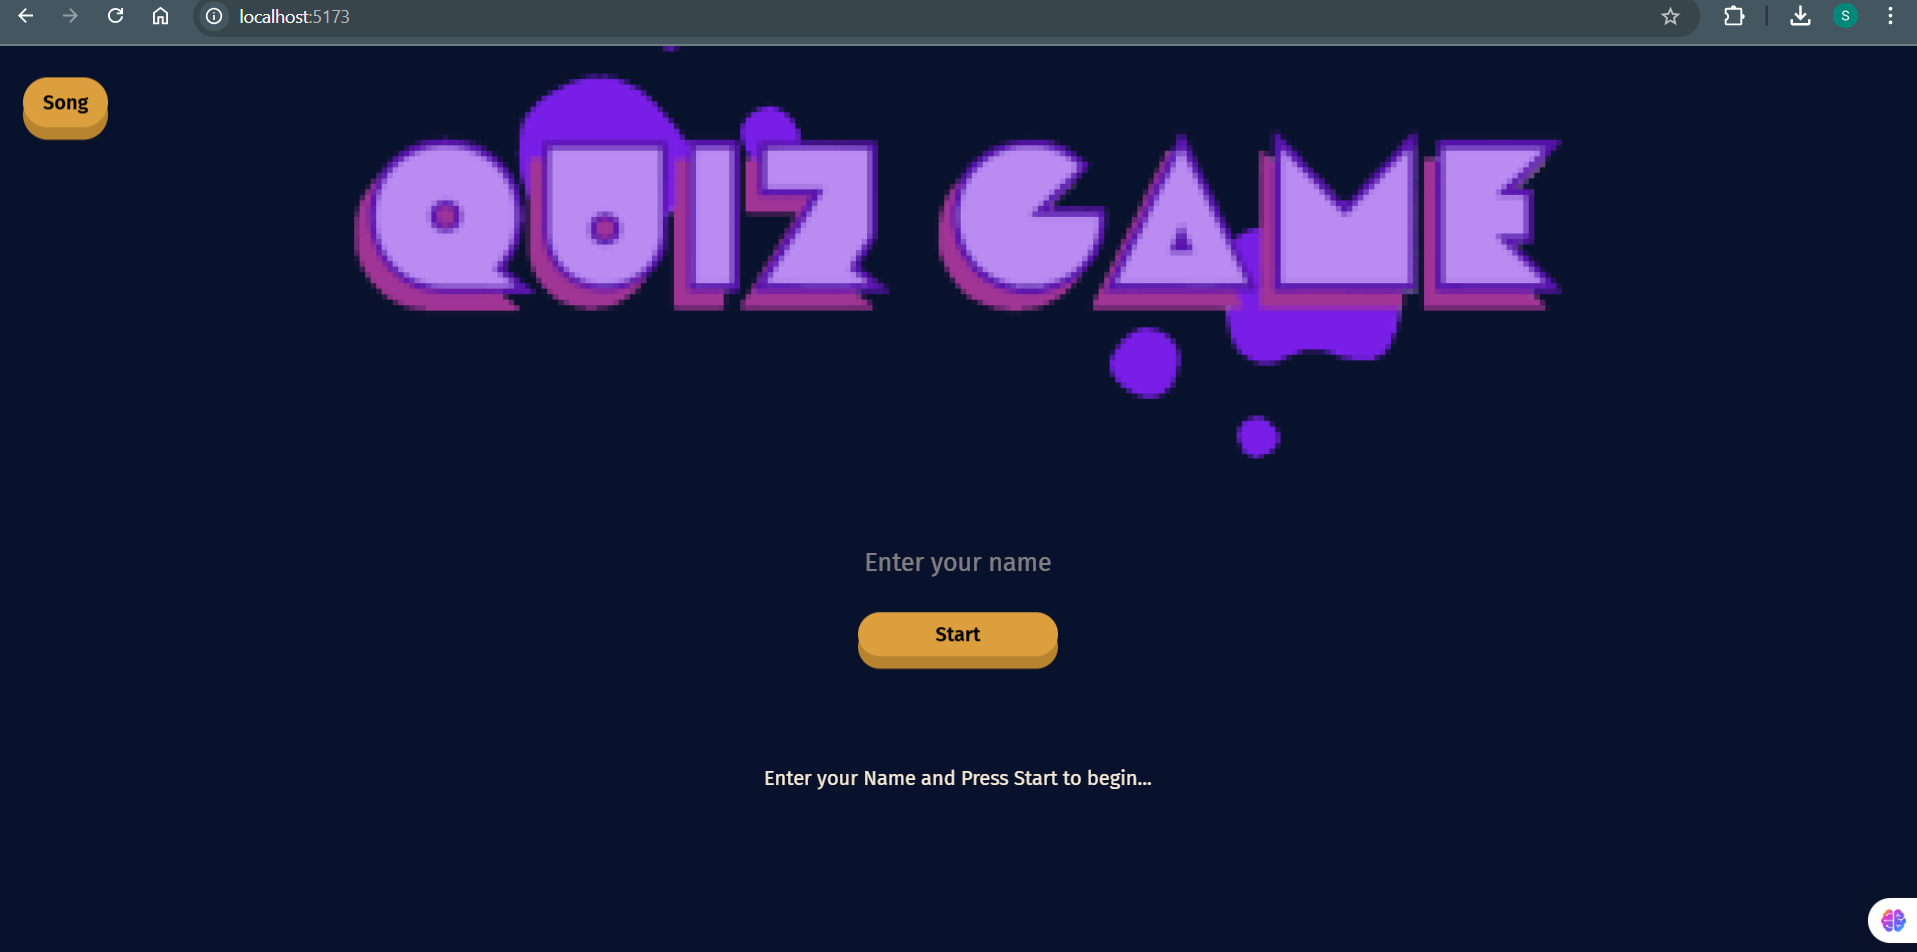 localhost:5173
S
Song
QUIZ GAME
Enter your name
Start
Enter your Name and Press Start to begin...